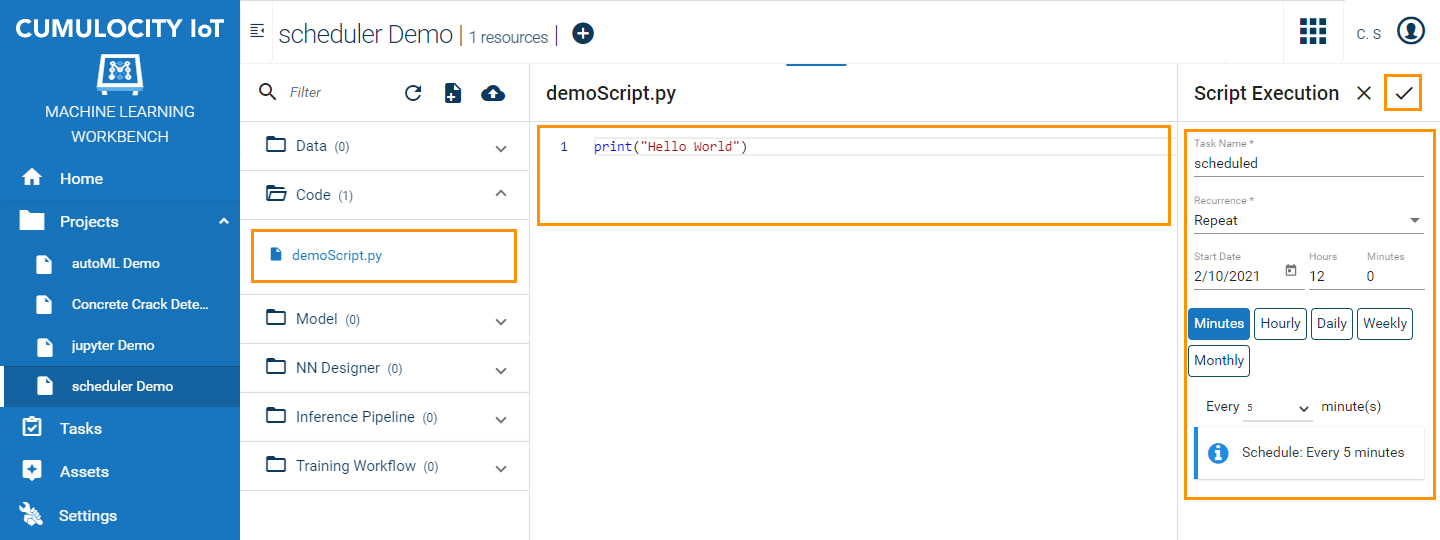 CUMULOCITY IoT
MACHINE LEARNING
WORKBENCH
Home
Projects
autoML Demo
Concrete Crack Dete...
jupyter Demo
scheduler Demo
Tasks
Assets
Settings
scheduler Demo | 1 resources |
C. S
Filter
Data (0)
Code (1)
demoScript.py
Model (0)
NN Designer (0)
Inference Pipeline (0)
Training Workflow (0)
demoScript.py
1 print("Hello World")
Script Execution
Task Name *
scheduled
Recurrence *
Repeat
Start Date Hours Minutes
2/10/2021 12 0
Minutes Hourly Daily Weekly
Monthly
Every 5 minute(s)
Schedule: Every 5 minutes